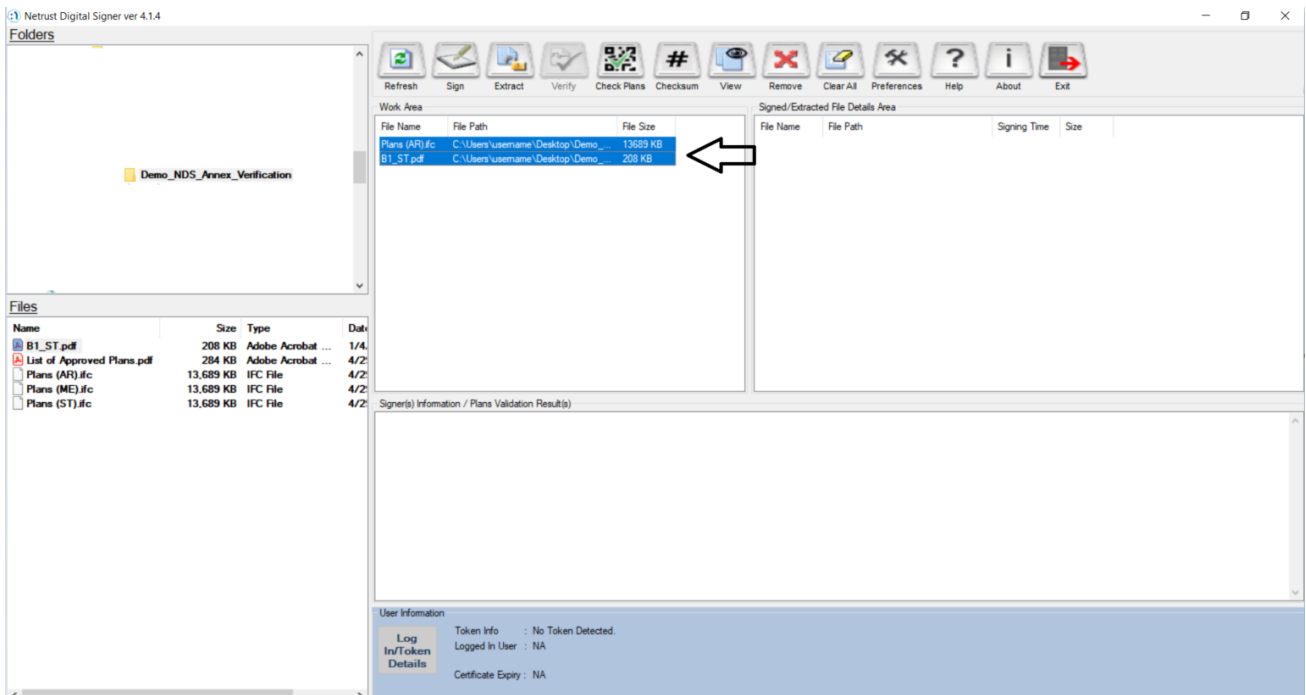 Netrust Digital Signer ver 4.1.4
Folders
Demo_NDS_Annex_Verification
Refresh Sign Extract Verify Check Plans Checksum View Remove Clear All Preferences Help About Exit
Work Area
File Name File Path File Size
Plans (AR).ifc C:\Users\username\Desktop\Demo_... 13689 KB
B1_ST.pdf C:\Users\username\Desktop\Demo_... 208 KB
Signed/Extracted File Details Area
File Name File Path Signing Time Size
Files
Name Size Type
B1_ST.pdf 208 KB Adobe Acrobat ... 1/4.
List of Approved Plans.pdf 284 KB Adobe Acrobat ...
Plans (AR).ifc 13,689 KB IFC File
Plans (ME).ifc 13,689 KB IFC File
Plans (ST).ifc 13,689 KB IFC File
Signer(s) Information / Plans Validation Result(s)
User Information
Log
In/Token
Details
Token Info : No Token Detected.
Logged In User : NA
Certificate Expiry : NA